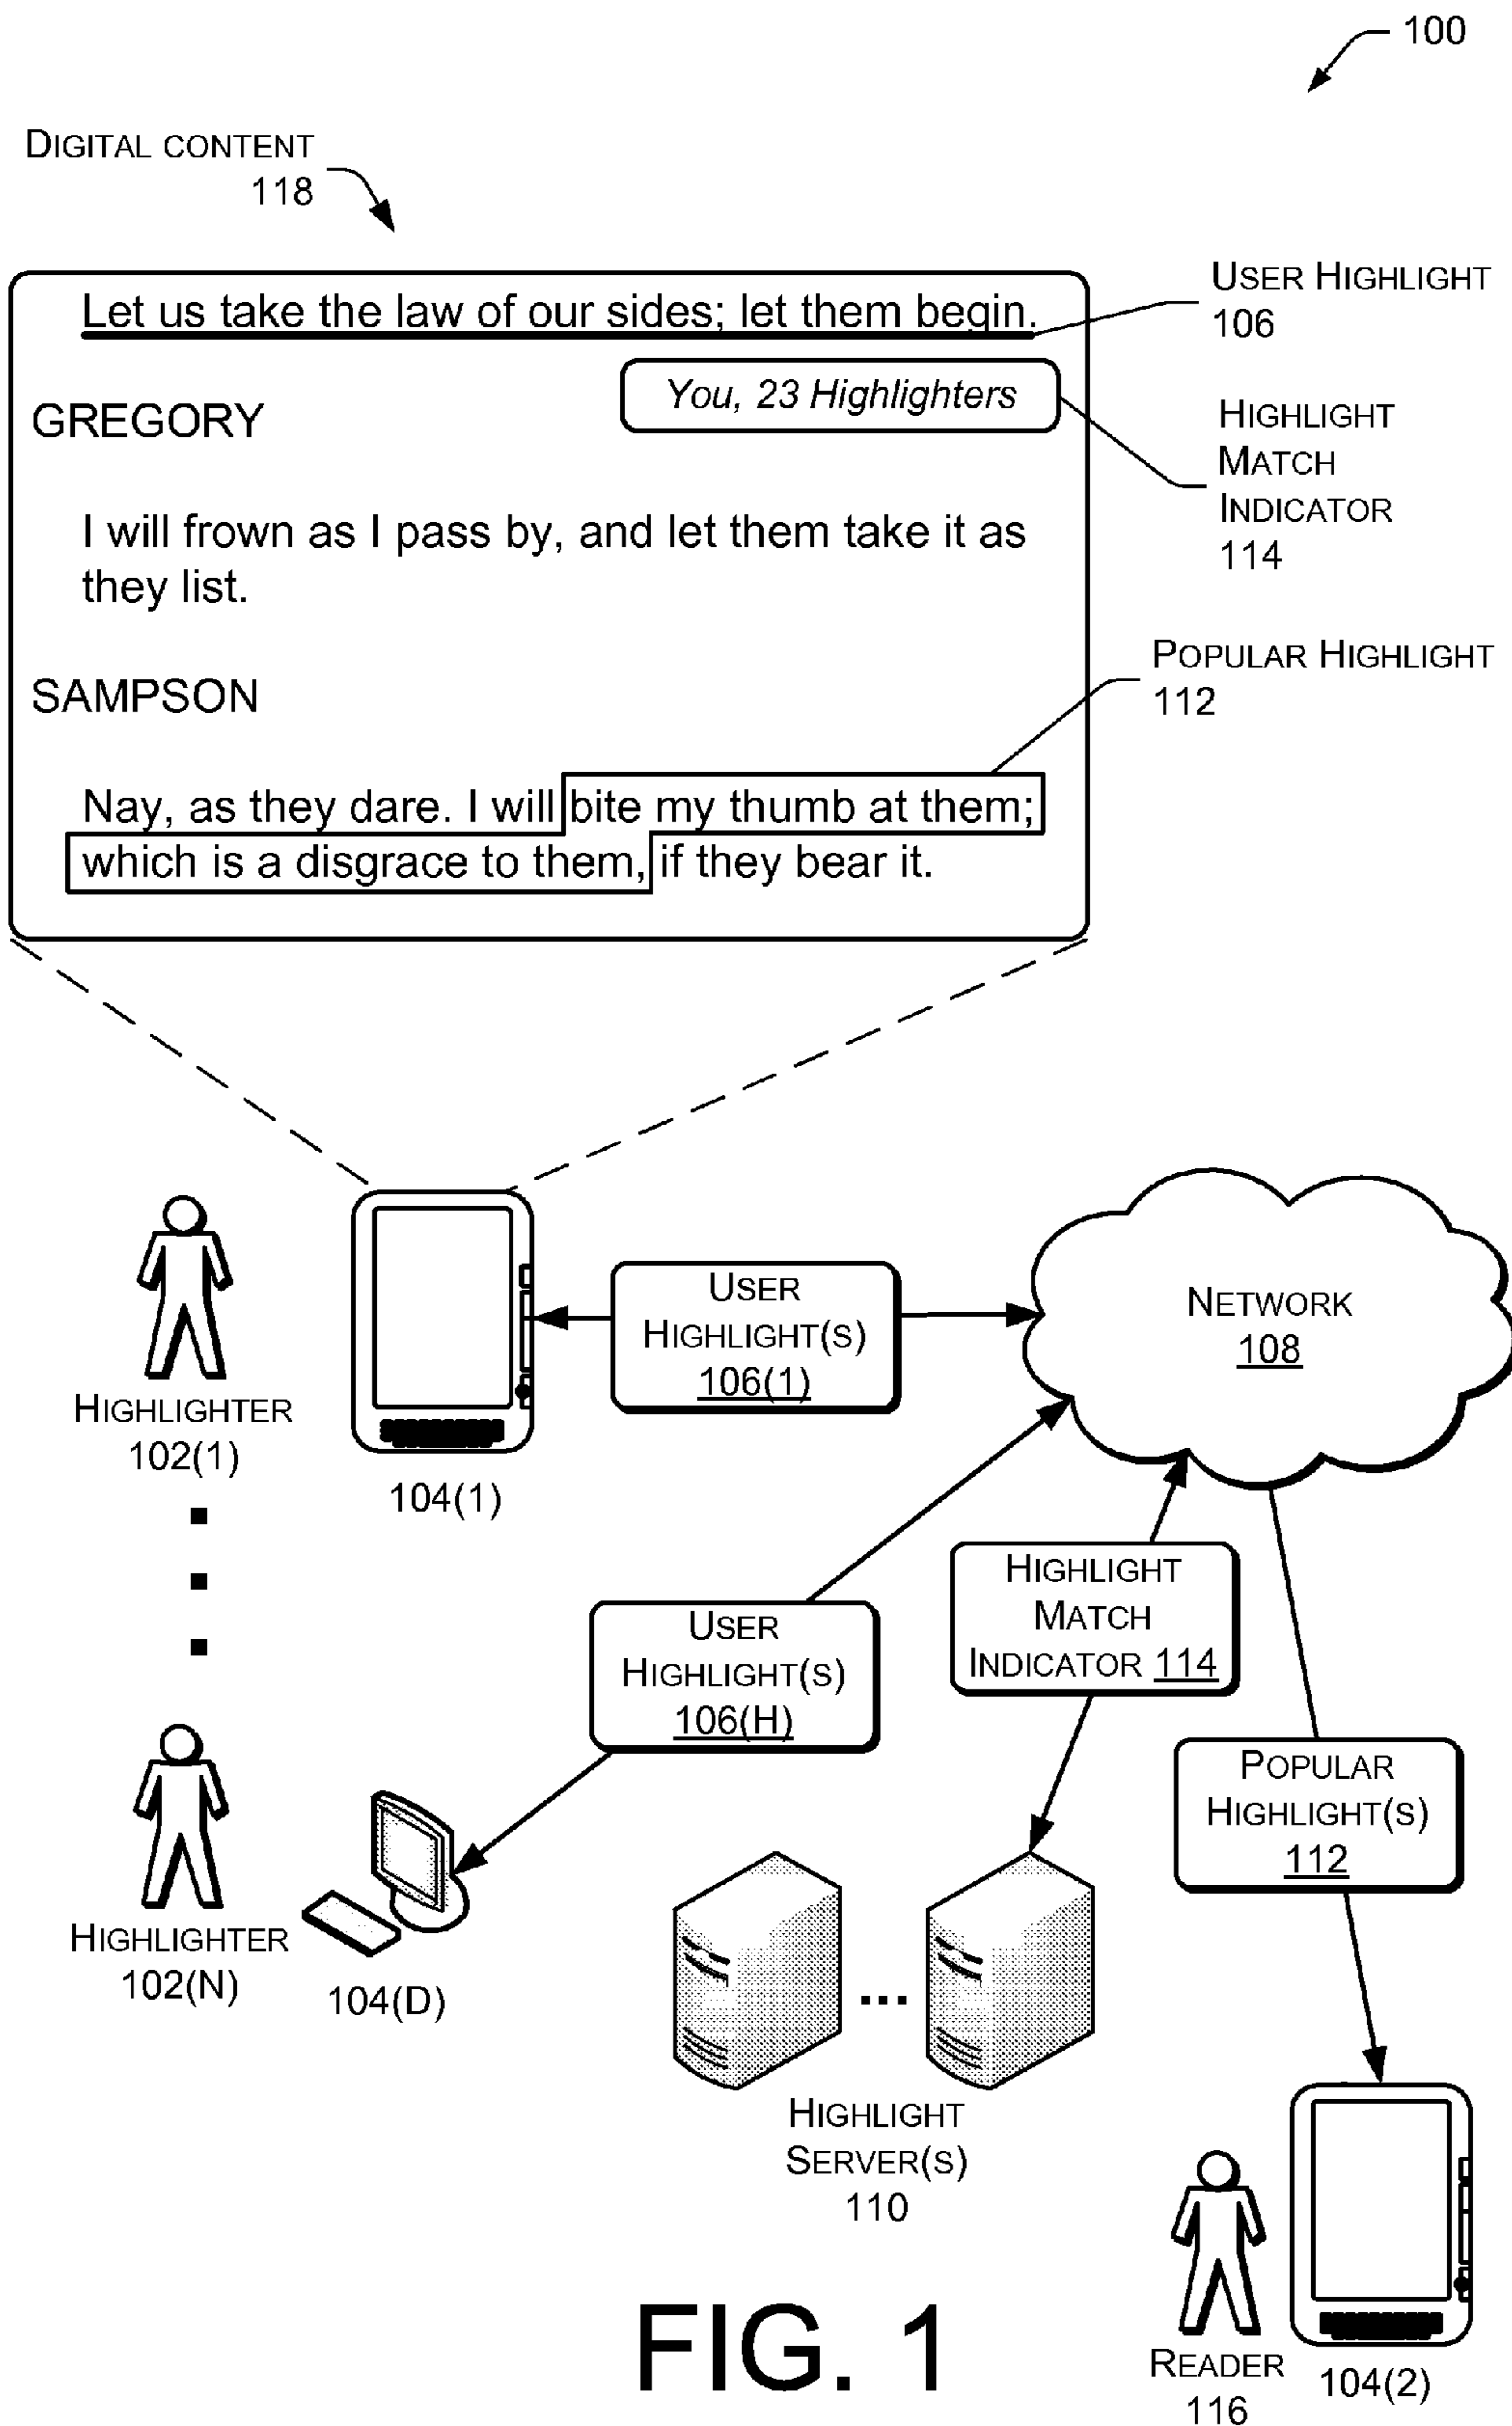 100
DIGITAL CONTENT
118
Let us take the law of our sides; let them begin.
USER HIGHLIGHT
106
You, 23 Highlighters
GREGORY
HIGHLIGHT
MATCH
INDICATOR
114
I will frown as I pass by, and let them take it as
they list.
POPULAR HIGHLIGHT
112
SAMPSON
Nay, as they dare. I will bite my thumb at them;
which is a disgrace to them, if they bear it.
USER
HIGHLIGHT(S)
106(1)
NETWORK
108
HIGHLIGHTER
102(1)
104(1)
HIGHLIGHT
MATCH
INDICATOR 114
USER
HIGHLIGHT(S)
106(H)
POPULAR
HIGHLIGHT(S)
112
HIGHLIGHTER
102(N)
104(D)
...
HIGHLIGHT
SERVER(S)
110
READER
116
104(2)
FIG. 1